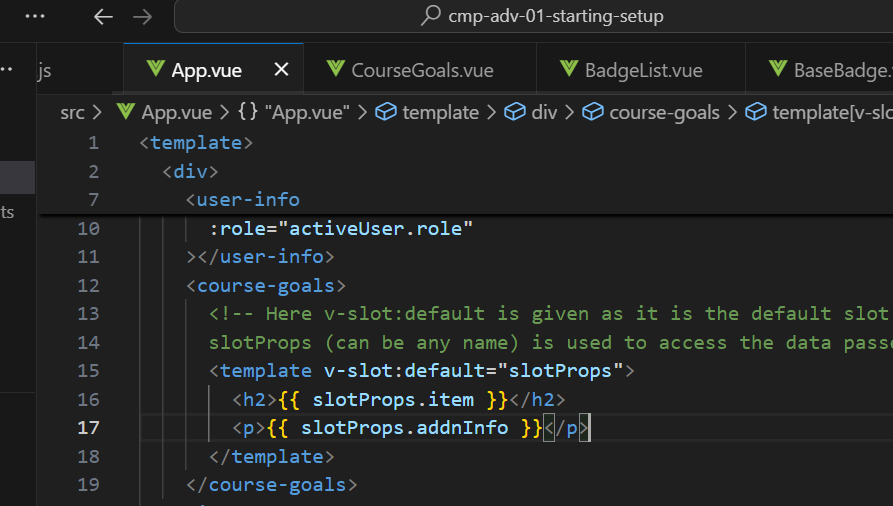 cmp-adv-01-starting-setup
js App.vue CourseGoals.vue BadgeList.vue BaseBadge.
src > App.vue > {} "App.vue" > template > div > course-goals > template[v-slo
1 <template>
2 <div>
7 <user-info
ts
10 :role="activeUser.role"
11 ></user-info>
12 <course-goals>
13 <!-- Here v-slot:default is given as it is the default slot
14 slotProps (can be any name) is used to access the data passe
15 <template v-slot:default="slotProps">
16 <h2>{{ slotProps.item }}</h2>
17 <p>{{ slotProps.addnInfo }}</p>
18 </template>
19 </course-goals>